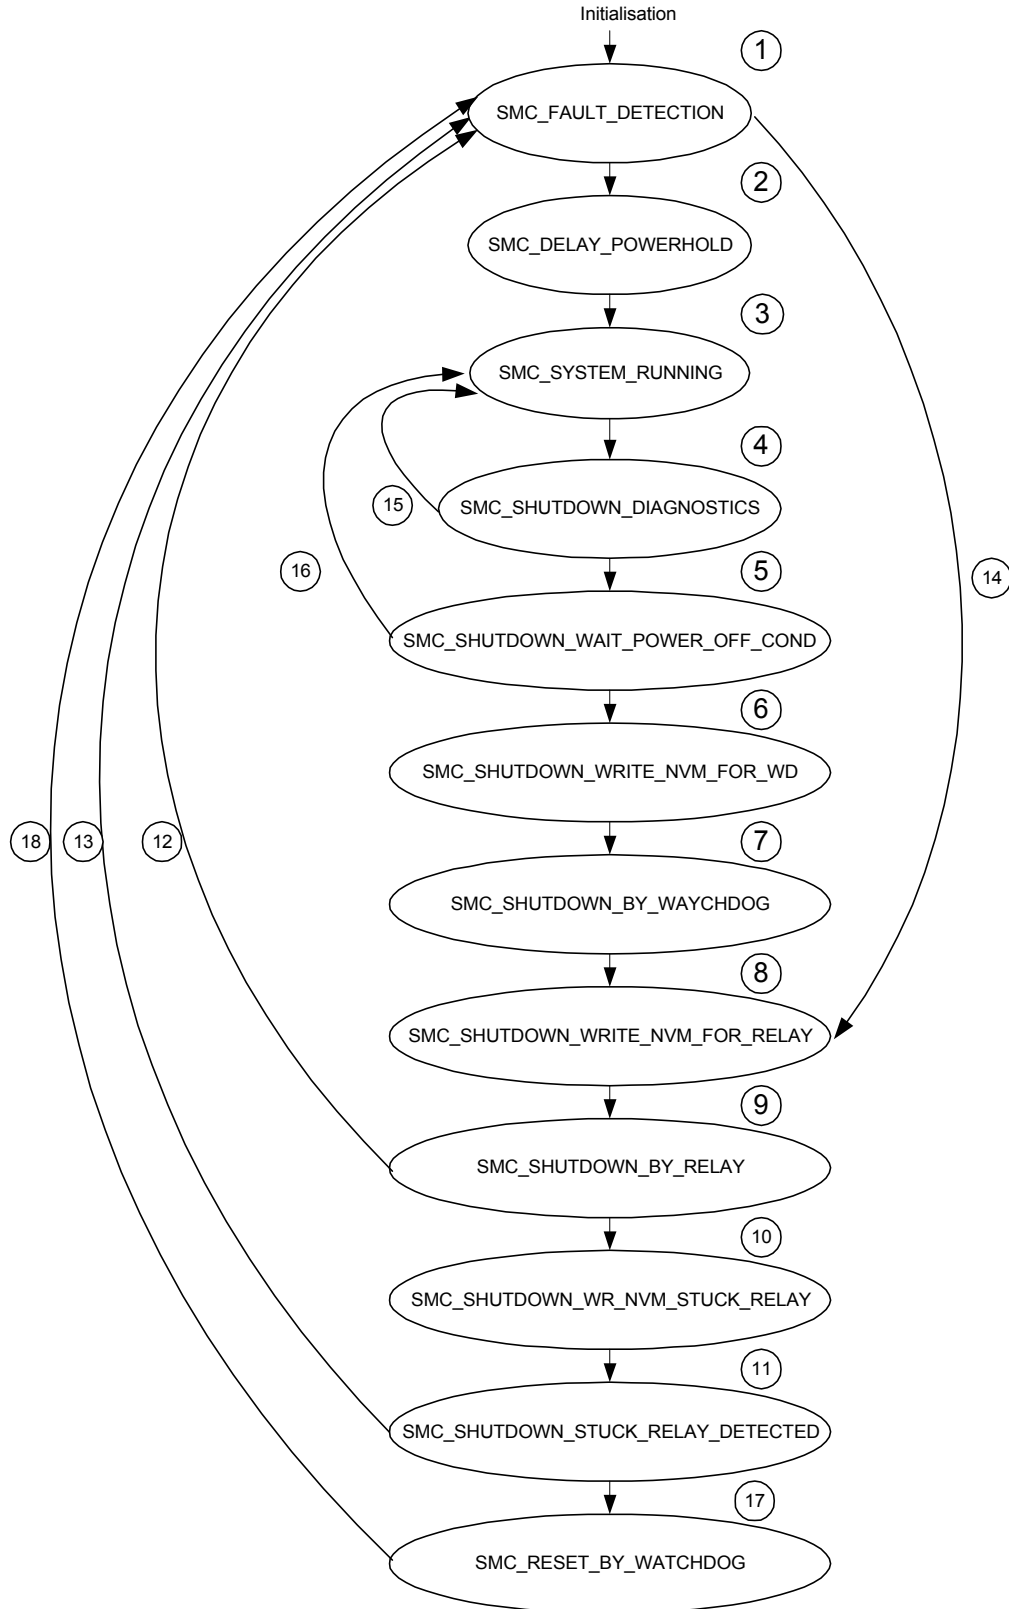 Initialisation
1
SMC_FAULT_DETECTION
2
SMC_DELAY_POWERHOLD
3
SMC_SYSTEM_RUNNING
4
SMC_SHUTDOWN_DIAGNOSTICS
15
5
16
14
SMC_SHUTDOWN_WAIT_POWER_OFF_COND
6
SMC_SHUTDOWN_WRITE_NVM_FOR_WD
18
13
12
7
SMC_SHUTDOWN_BY_WAYCHDOG
8
SMC_SHUTDOWN_WRITE_NVM_FOR_RELAY
9
SMC_SHUTDOWN_BY_RELAY
10
SMC_SHUTDOWN_WR_NVM_STUCK_RELAY
11
SMC_SHUTDOWN_STUCK_RELAY_DETECTED
17
SMC_RESET_BY_WATCHDOG